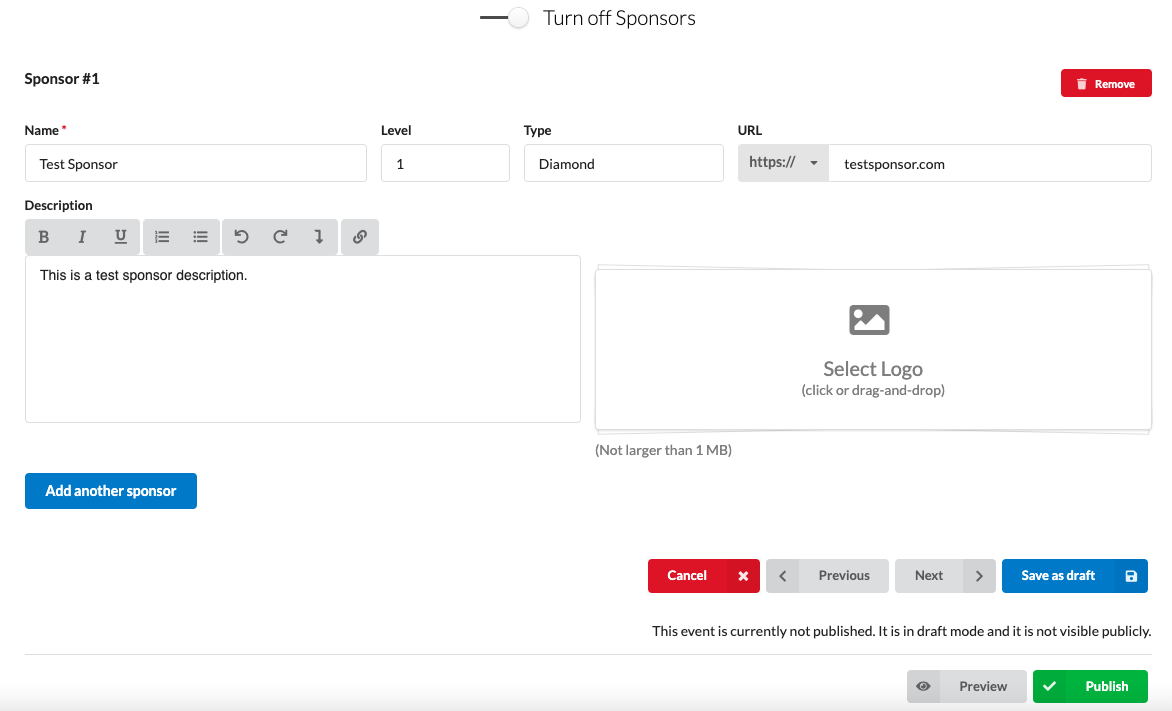 Turn off Sponsors
Sponsor #1
Remove
Name * Level Type URL
Test Sponsor 1 Diamond https:// testsponsor.com
Description
B I U
This is a test sponsor description.
Select Logo
(click or drag-and-drop)
(Not larger than 1 MB)
Add another sponsor
Cancel Previous Next Save as draft
This event is currently not published. It is in draft mode and it is not visible publicly.
Preview Publish